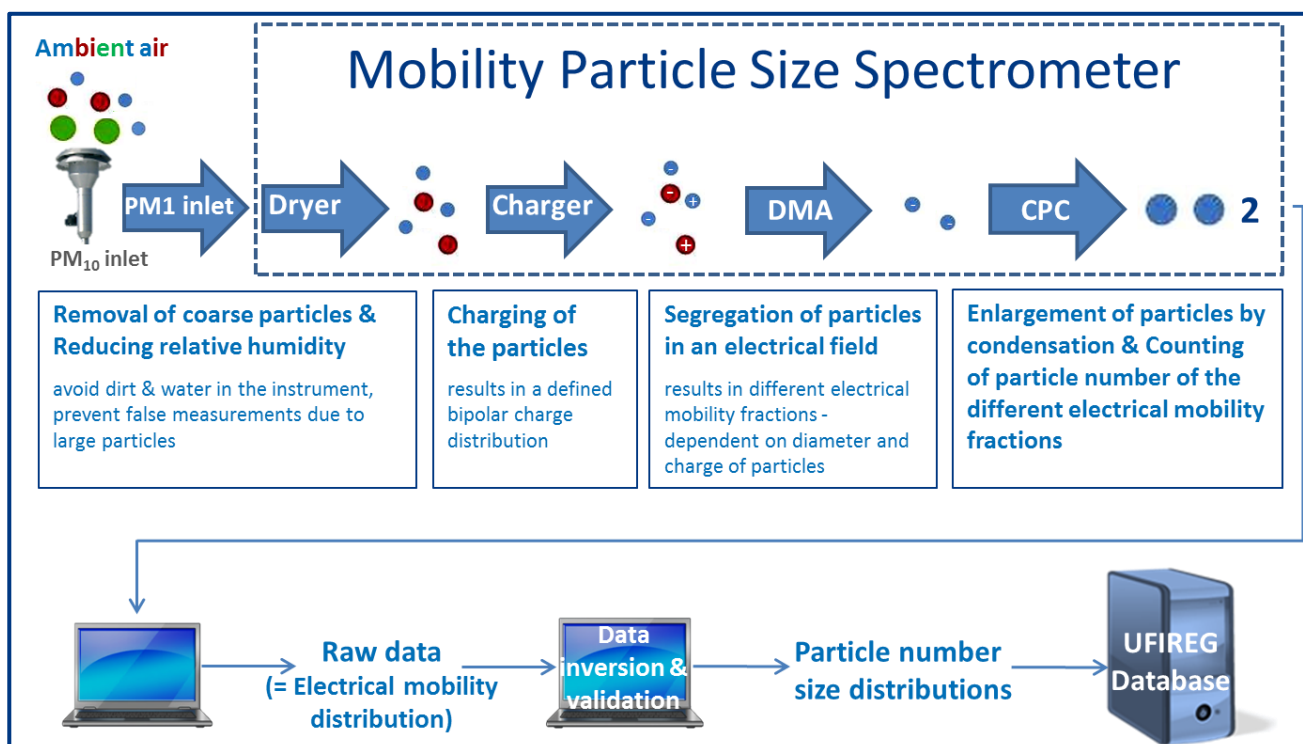 Ambient air
Mobility Particle Size Spectrometer
PM1 inlet
Dryer
Charger
DMA
CPC
2
PM₁₀ inlet
- 
-
+
-
+
-
-
Removal of coarse particles &
Reducing relative humidity
avoid dirt & water in the instrument,
prevent false measurements due to
large particles
Charging of
the particles
results in a defined
bipolar charge
distribution
Segregation of particles
in an electrical field
results in different electrical
mobility fractions -
dependent on diameter and
charge of particles
Enlargement of particles by
condensation & Counting
of particle number of the
different electrical mobility
fractions
Raw data
(= Electrical mobility
distribution)
Data
inversion &
validation
Particle number
size distributions
UFIREG
Database